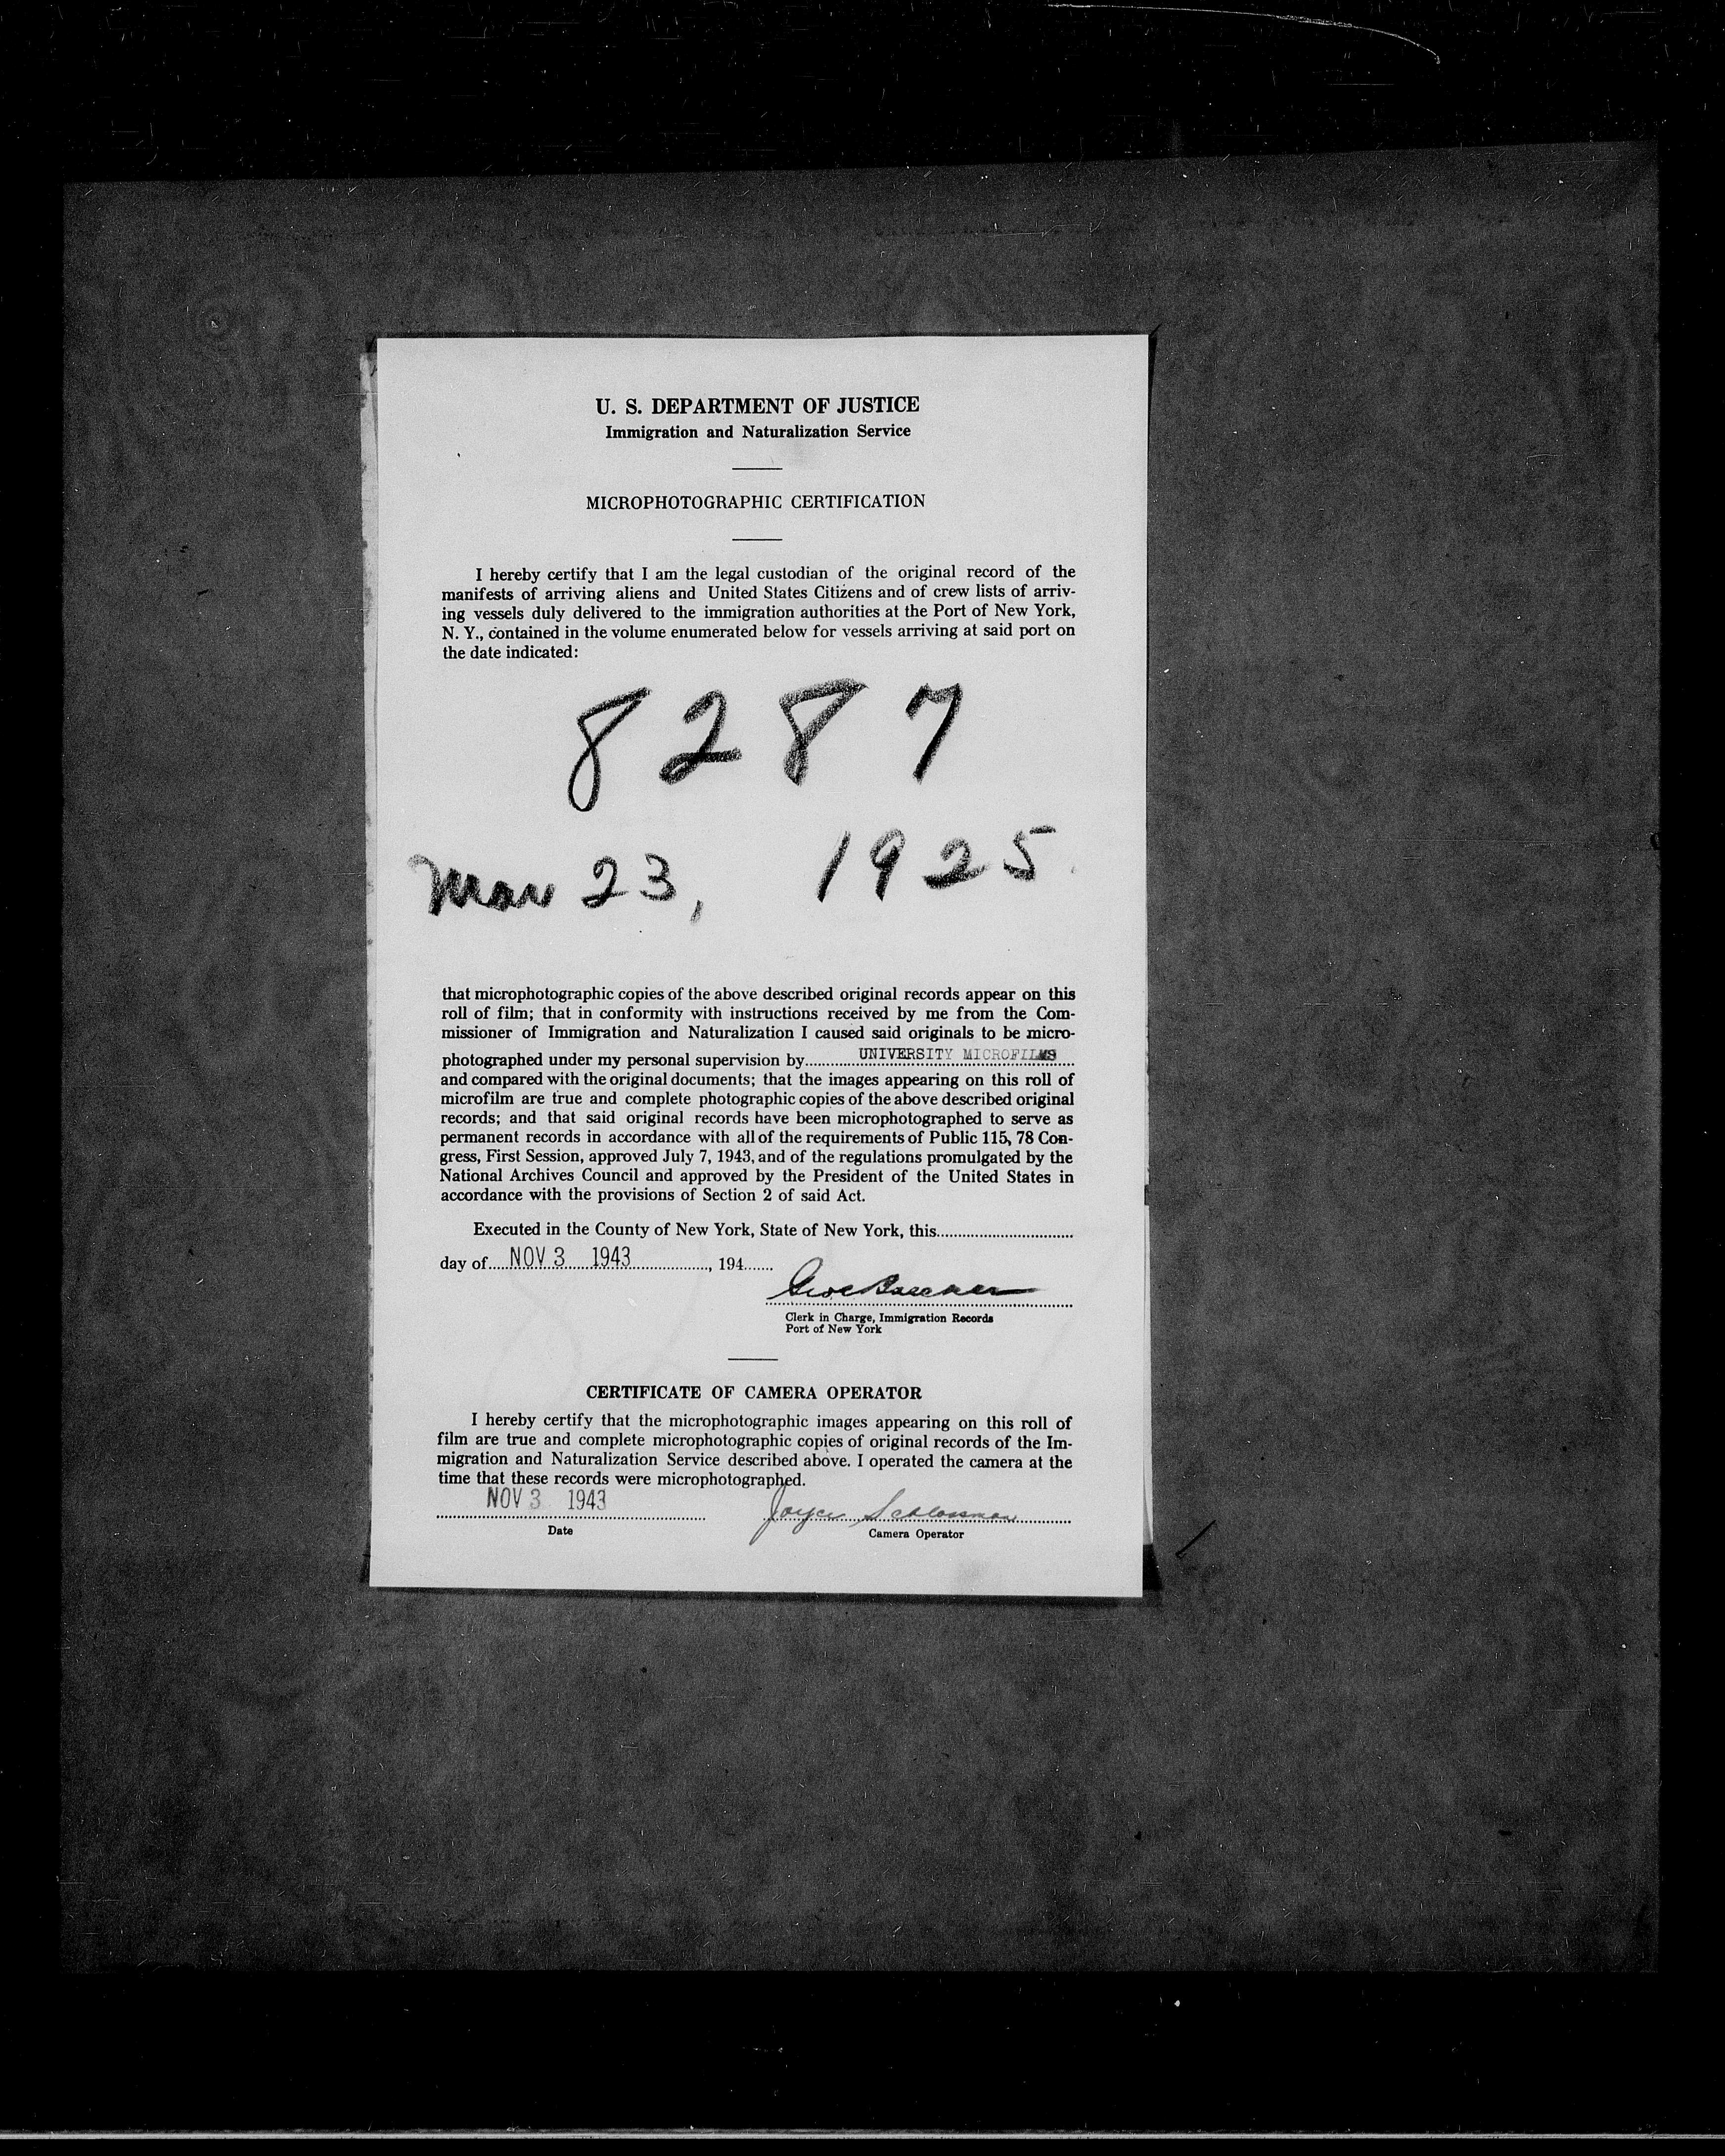 U. S. DEPARTMENT OF JUSTICE
Immigration and Naturalization Service
MICROPHOTOGRAPHIC CERTIFICATION
I hereby certify that I am the legal custodian of the original record of the
manifests of arriving aliens and United States Citizens and of crew lists of arriv-
ing vessels duly delivered to the immigration authorities at the Port of New York,
N. Y., contained in the volume enumerated below for vessels arriving at said port on
the date indicated:
8287
Mar 23, 1925
that microphotographic copies of the above described original records appear on this
roll of film; that in conformity with instructions received by me from the Com-
missioner of Immigration and Naturalization I caused said originals to be micro-
photographed under my personal supervision by UNIVERSITY MICROFILMS
and compared with the original documents; that the images appearing on this roll of
microfilm are true and complete photographic copies of the above described original
records; and that said original records have been microphotographed to serve as
permanent records in accordance with all of the requirements of Public 115, 78 Con-
gress, First Session, approved July 7, 1943, and of the regulations promulgated by the
National Archives Council and approved by the President of the United States in
accordance with the provisions of Section 2 of said Act.
Executed in the County of New York, State of New York, this
day of NOV 3 1943, 194
Clerk in Charge, Immigration Records
Port of New York
CERTIFICATE OF CAMERA OPERATOR
I hereby certify that the microphotographic images appearing on this roll of
film are true and complete microphotographic copies of original records of the Im-
migration and Naturalization Service described above. I operated the camera at the
time that these records were microphotographed.
NOV 3 1943 Joyce Schlossman
Date Camera Operator